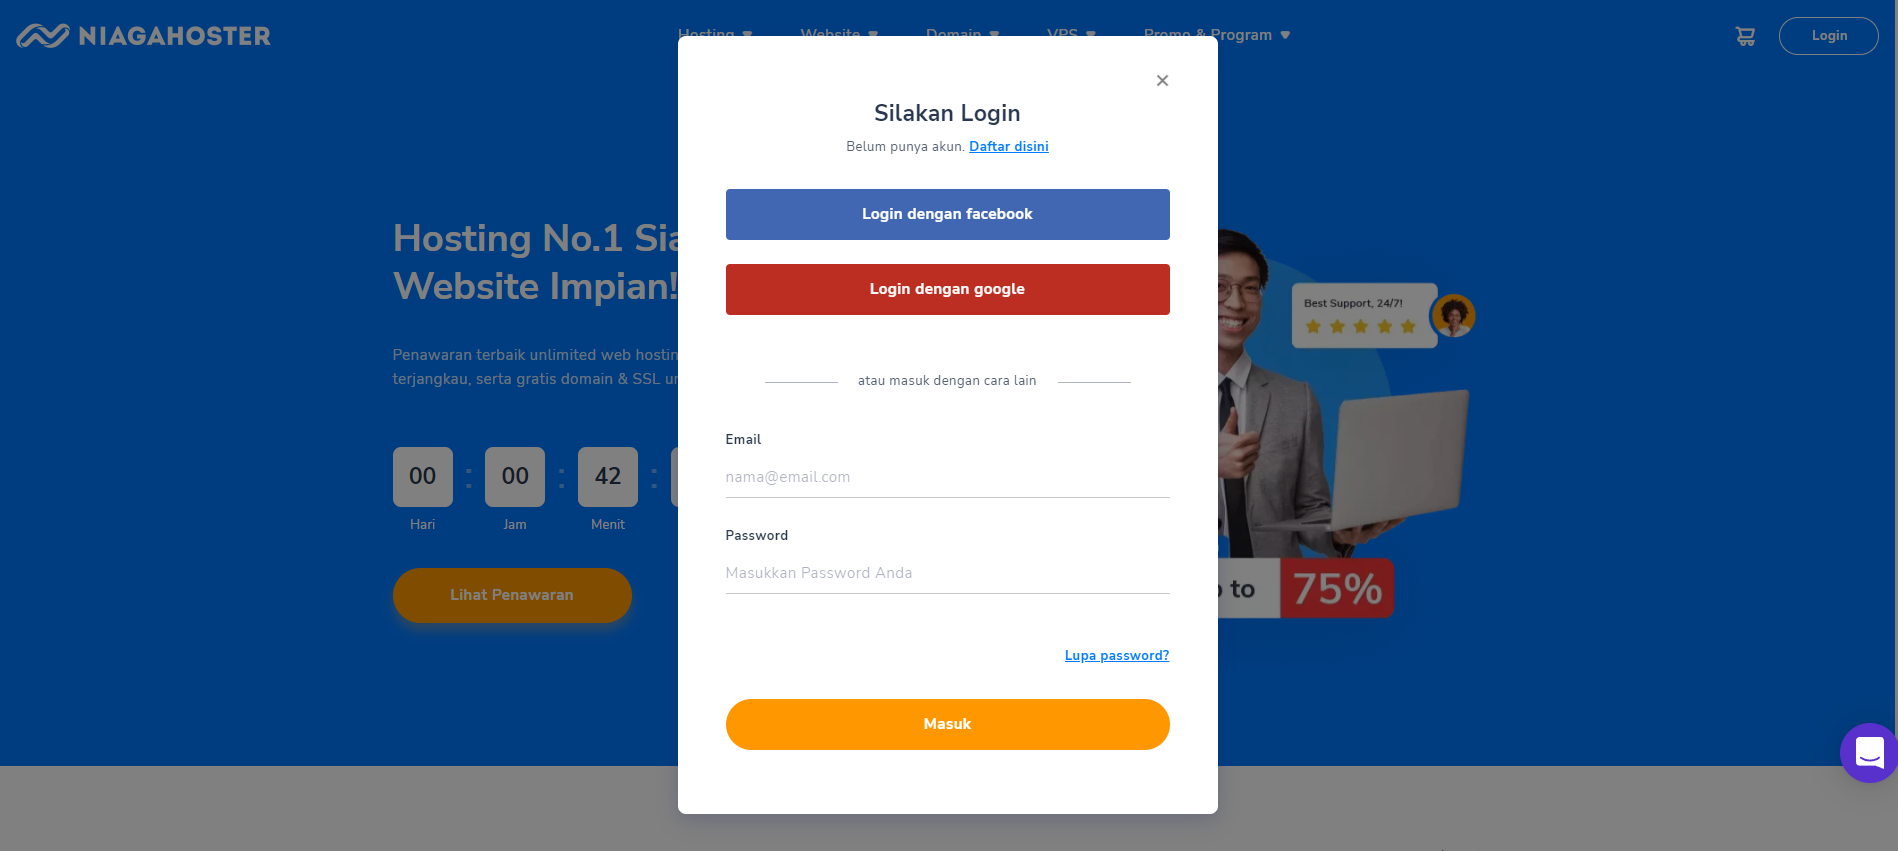 NIAGAHOSTER
Hosting Website Domain VPS Promo & Program
Login
Silakan Login
Belum punya akun. Daftar disini
Login dengan facebook
Login dengan google
atau masuk dengan cara lain
Email
nama@email.com
Password
Masukkan Password Anda
Lupa password?
Masuk
Hosting No.1
Website Impian!
Penawaran terbaik unlimited web
terjangkau, serta gratis domain & SSL
00 : 00 : 42 :
Hari Jam Menit
Lihat Penawaran
Best Support, 24/7!
to 75%